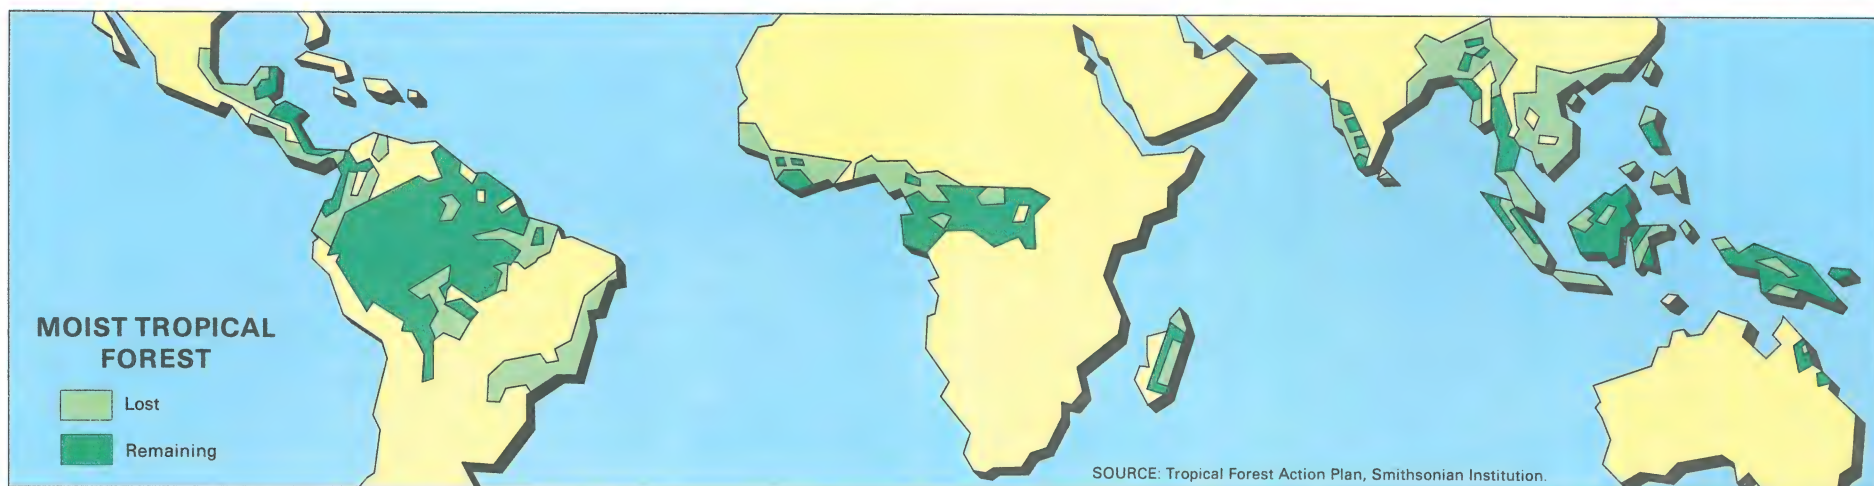 MOIST TROPICAL
FOREST
Lost
Remaining
SOURCE: Tropical Forest Action Plan, Smithsonian Institution.